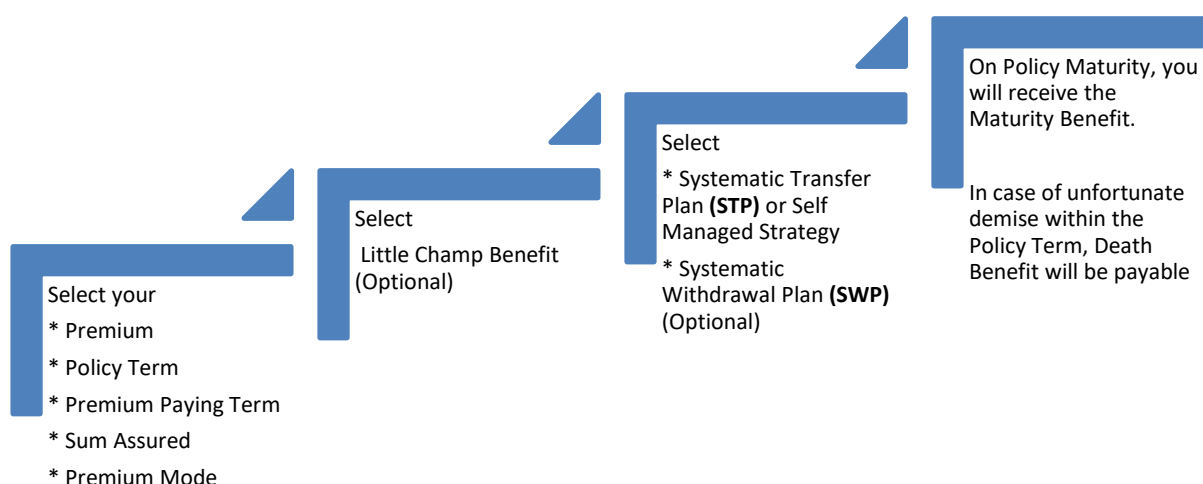 Select your
* Premium
* Policy Term
* Premium Paying Term
* Sum Assured
* Premium Mode
Select
Little Champ Benefit
(Optional)
Select
* Systematic Transfer
Plan (STP) or Self
Managed Strategy
* Systematic
Withdrawal Plan (SWP)
(Optional)
On Policy Maturity, you
will receive the
Maturity Benefit.
In case of unfortunate
demise within the
Policy Term, Death
Benefit will be payable